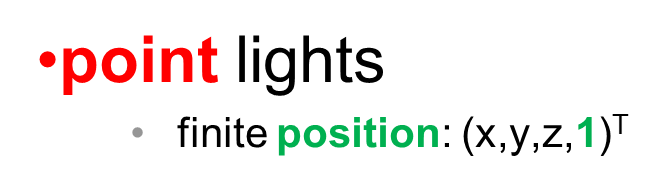 •point lights
• finite position: (x,y,z,1)ᵀ